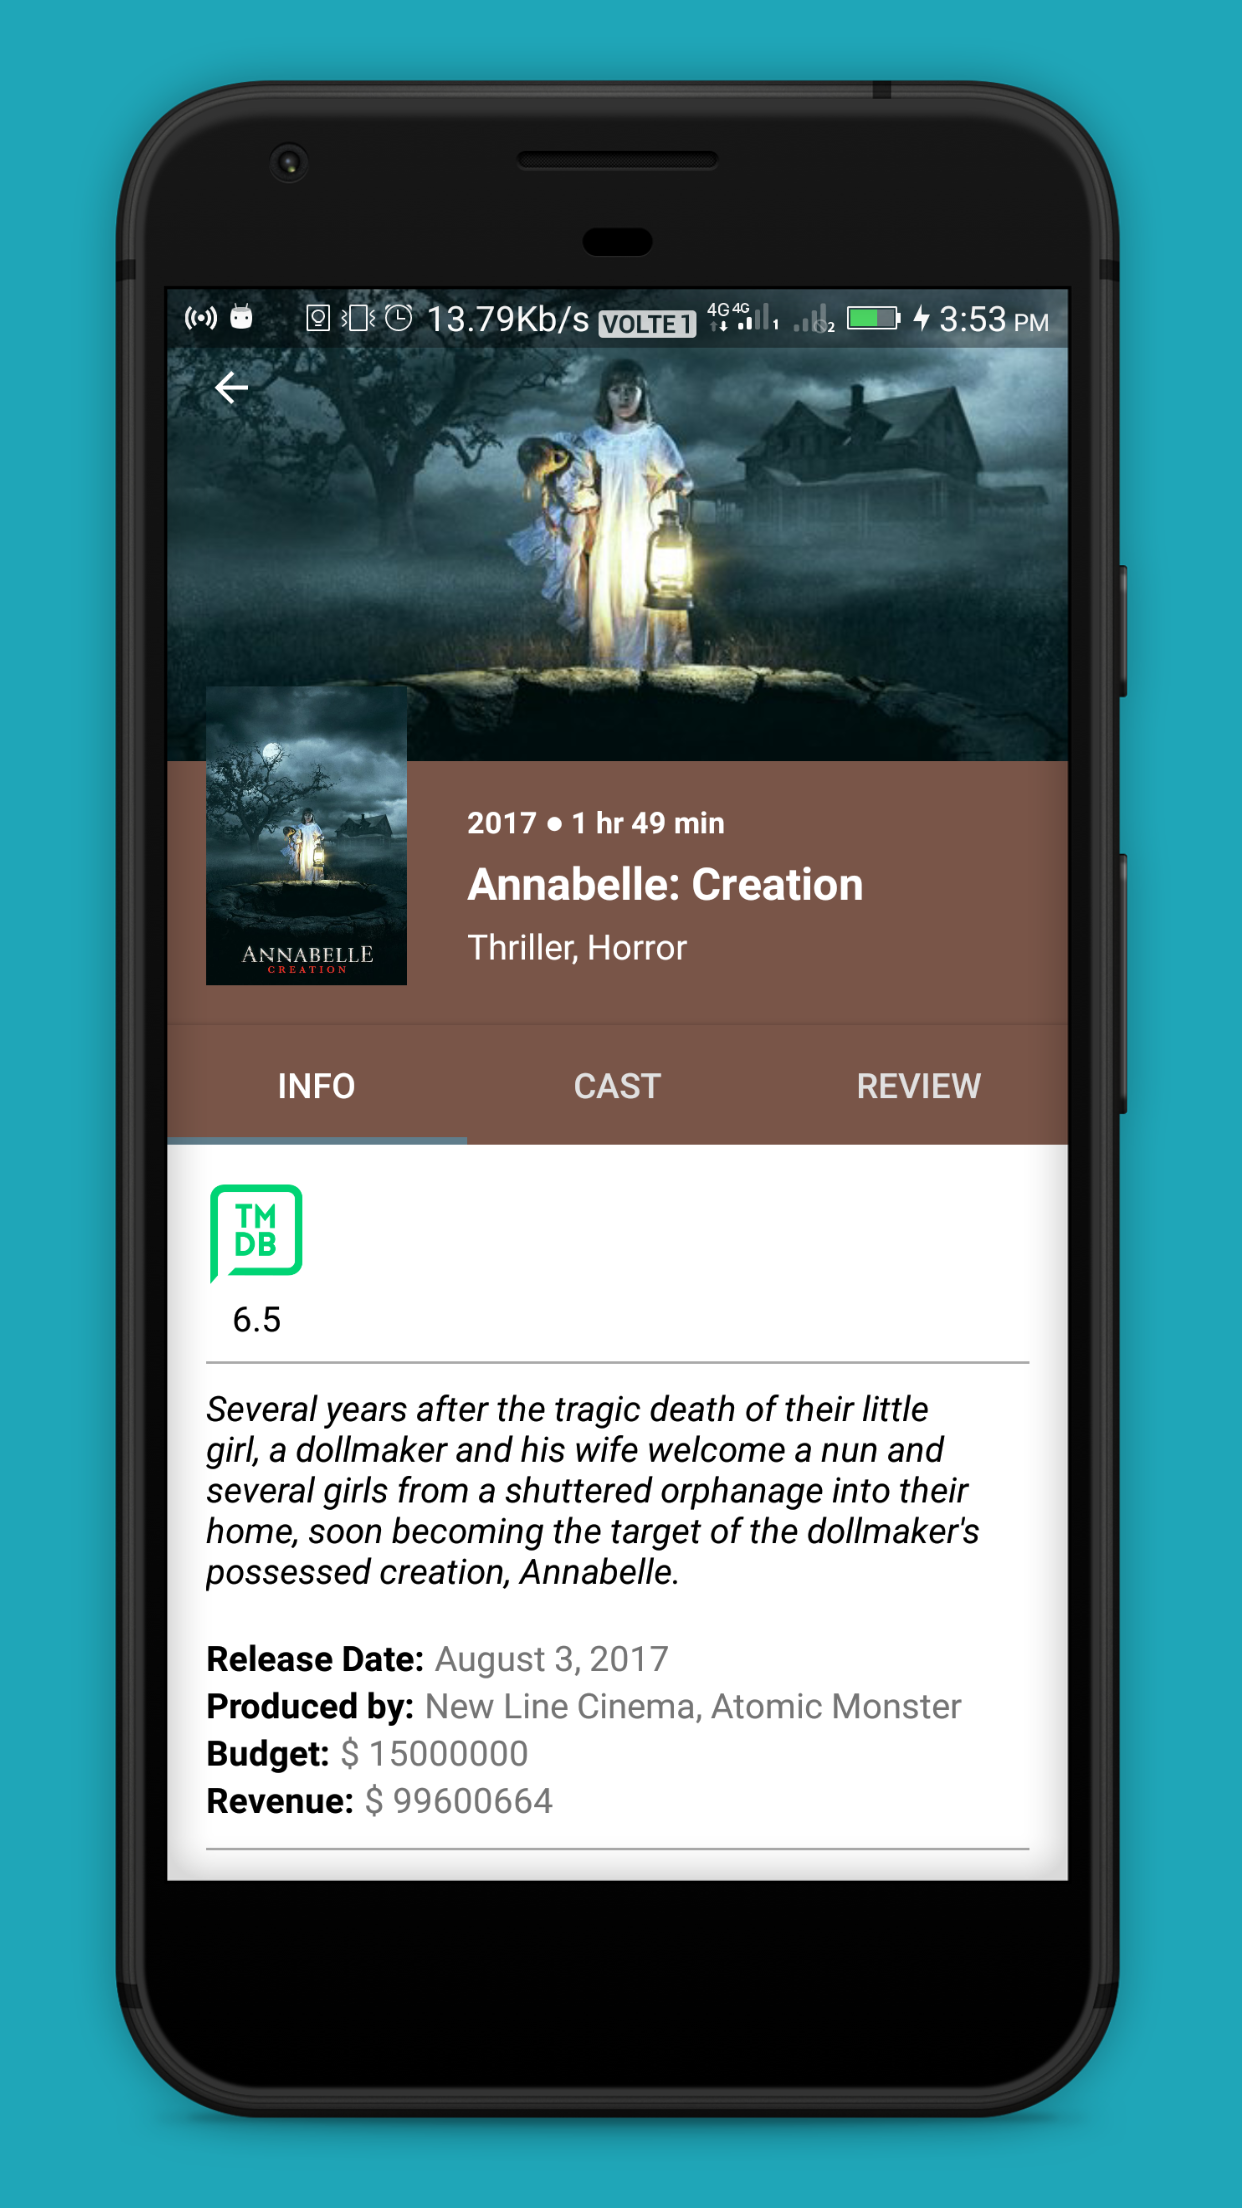 13.79Kb/s VOLTE 1 4G 4G 1 2 3:53 PM
2017 ● 1 hr 49 min
Annabelle: Creation
Thriller, Horror
ANNABELLE
CREATION
INFO CAST REVIEW
TM
DB
6.5
Several years after the tragic death of their little
girl, a dollmaker and his wife welcome a nun and
several girls from a shuttered orphanage into their
home, soon becoming the target of the dollmaker's
possessed creation, Annabelle.
Release Date: August 3, 2017
Produced by: New Line Cinema, Atomic Monster
Budget: $ 15000000
Revenue: $ 99600664